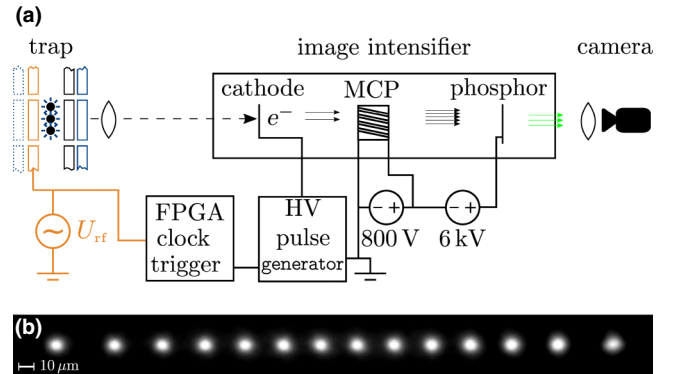 (a)
trap
image intensifier
camera
cathode
MCP
phosphor
e⁻
U_rf
FPGA
clock
trigger
HV
pulse
generator
− +
800 V
− +
6 kV
(b)
10 μm